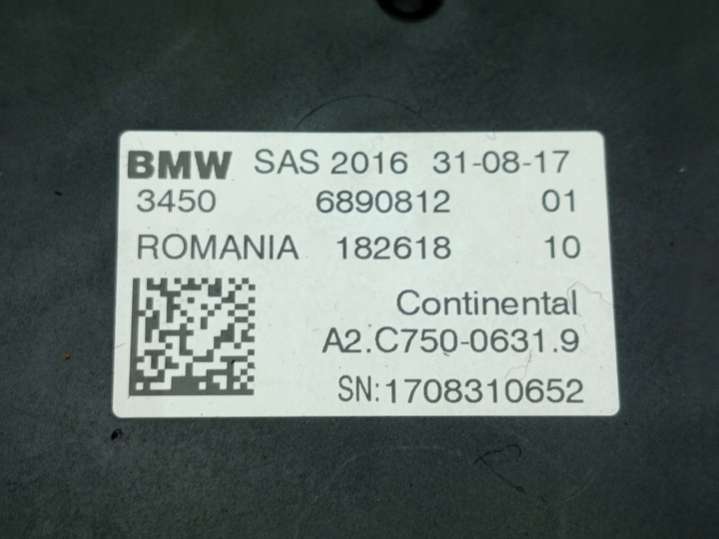 BMW SAS 2016 31-08-17
3450 6890812 01
ROMANIA 182618 10
Continental
A2.C750-0631.9
SN:1708310652